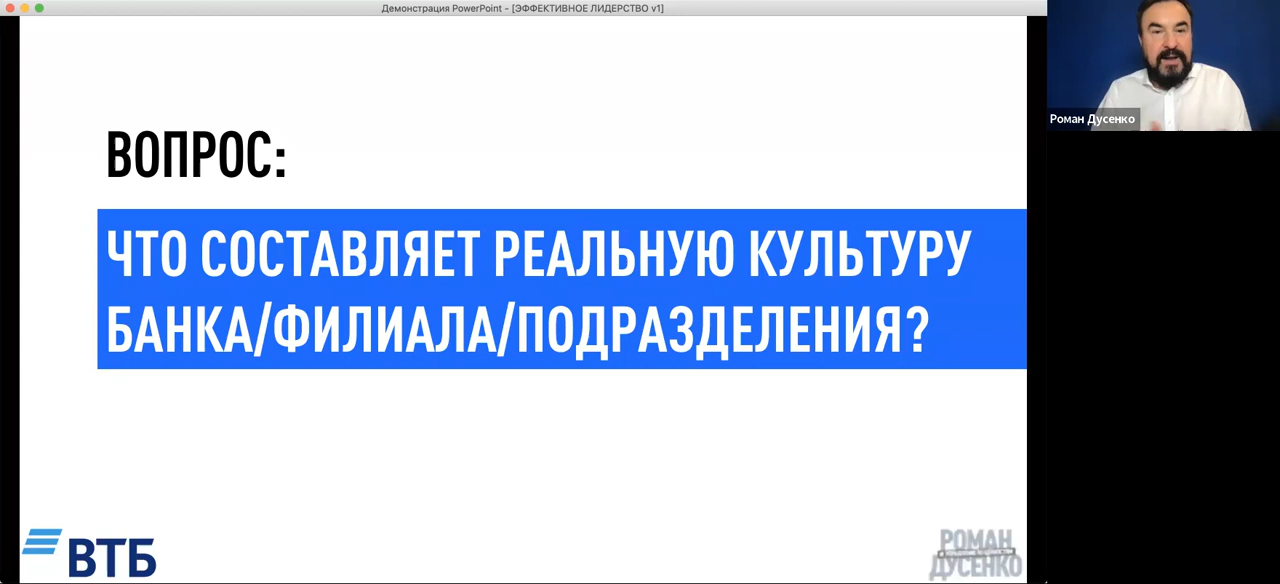 Демонстрация PowerPoint - [ЭФФЕКТИВНОЕ ЛИДЕРСТВО v1]
Роман Дусенко
ВОПРОС:
ЧТО СОСТАВЛЯЕТ РЕАЛЬНУЮ КУЛЬТУРУ
БАНКА/ФИЛИАЛА/ПОДРАЗДЕЛЕНИЯ?
ВТБ
РОМАН
ДУСЕНКО